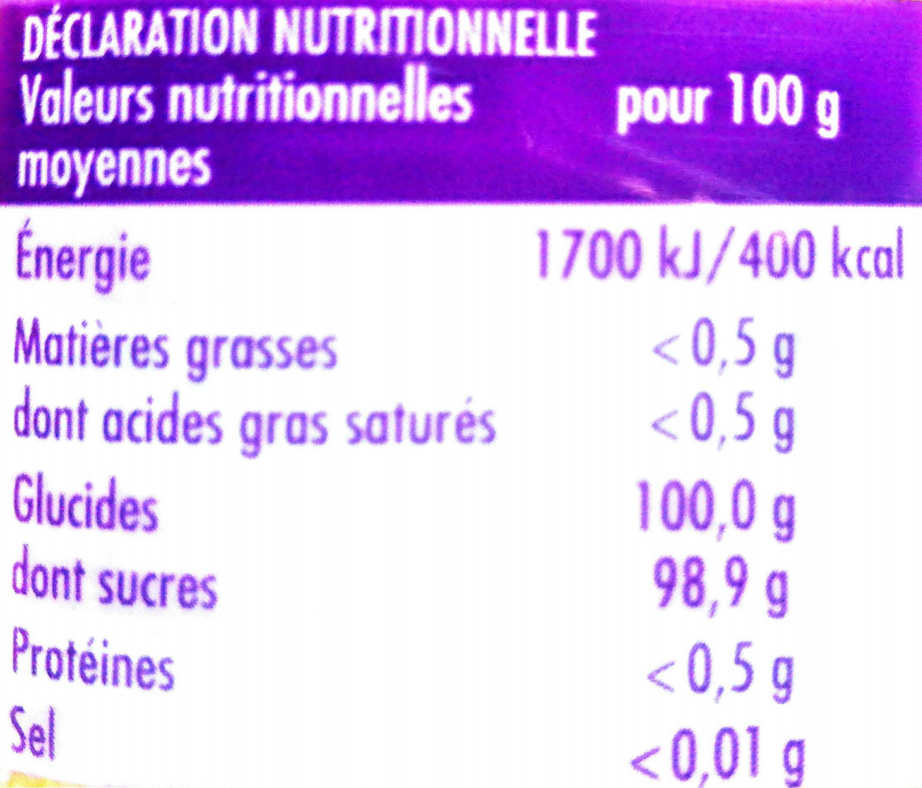 DÉCLARATION NUTRITIONNELLE
Valeurs nutritionnelles pour 100 g
moyennes
Énergie 1700 kJ/400 kcal
Matières grasses < 0,5 g
dont acides gras saturés < 0,5 g
Glucides 100,0 g
dont sucres 98,9 g
Protéines < 0,5 g
Sel < 0,01 g